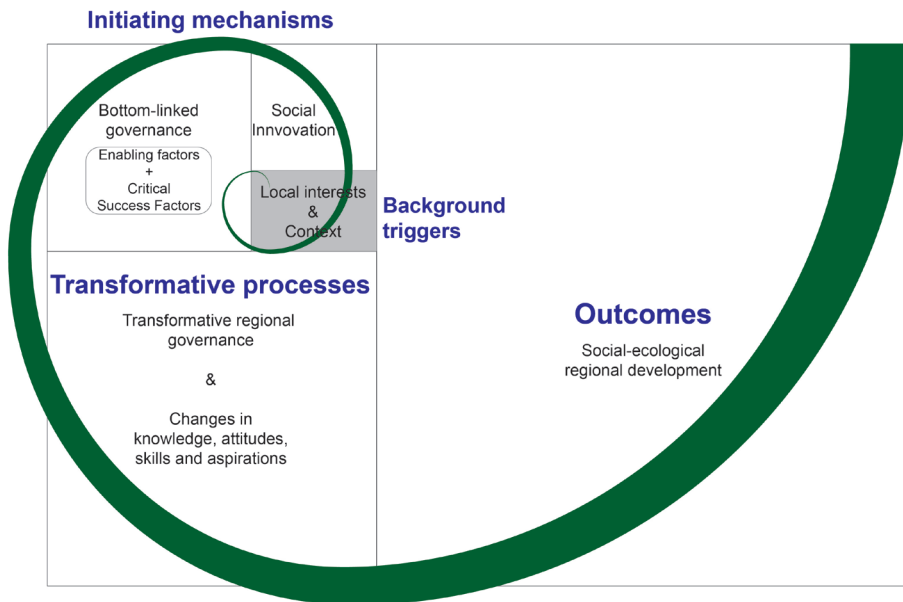 Initiating mechanisms
Bottom-linked
governance
Enabling factors
+
Critical
Success Factors
Social
Innvovation
Local interests
&
Context
Background
triggers
Transformative processes
Transformative regional
governance
&
Changes in
knowledge, attitudes,
skills and aspirations
Outcomes
Social-ecological
regional development